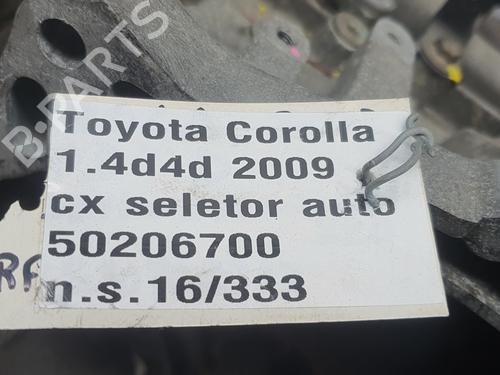 B-PARTS
Toyota Corolla
1.4d4d 2009
cx seletor auto
50206700
n.s.16/333